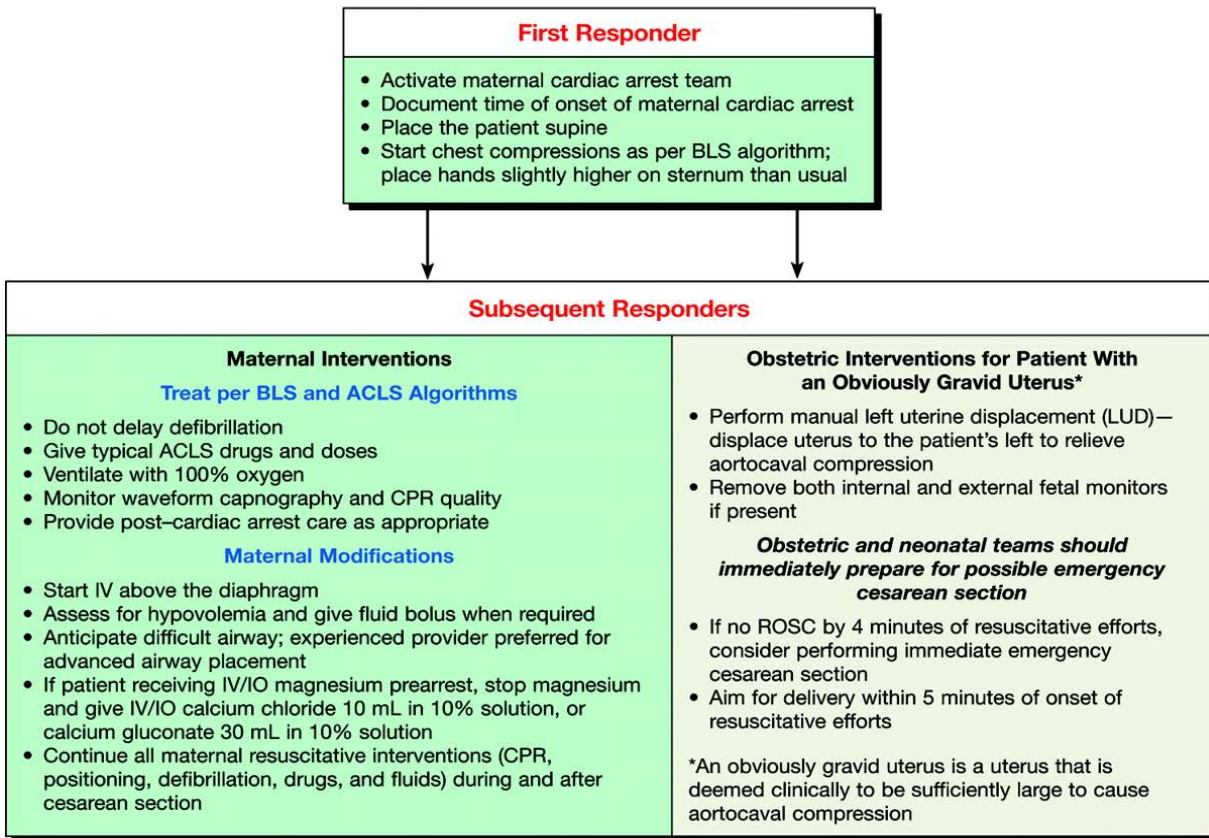 First Responder
• Activate maternal cardiac arrest team
• Document time of onset of maternal cardiac arrest
• Place the patient supine
• Start chest compressions as per BLS algorithm;
place hands slightly higher on sternum than usual
Subsequent Responders
Maternal Interventions
Treat per BLS and ACLS Algorithms
• Do not delay defibrillation
• Give typical ACLS drugs and doses
• Ventilate with 100% oxygen
• Monitor waveform capnography and CPR quality
• Provide post–cardiac arrest care as appropriate
Maternal Modifications
• Start IV above the diaphragm
• Assess for hypovolemia and give fluid bolus when required
• Anticipate difficult airway; experienced provider preferred for
advanced airway placement
• If patient receiving IV/IO magnesium prearrest, stop magnesium
and give IV/IO calcium chloride 10 mL in 10% solution, or
calcium gluconate 30 mL in 10% solution
• Continue all maternal resuscitative interventions (CPR,
positioning, defibrillation, drugs, and fluids) during and after
cesarean section
Obstetric Interventions for Patient With
an Obviously Gravid Uterus*
• Perform manual left uterine displacement (LUD)—
displace uterus to the patient's left to relieve
aortocaval compression
• Remove both internal and external fetal monitors
if present
Obstetric and neonatal teams should
immediately prepare for possible emergency
cesarean section
• If no ROSC by 4 minutes of resuscitative efforts,
consider performing immediate emergency
cesarean section
• Aim for delivery within 5 minutes of onset of
resuscitative efforts
*An obviously gravid uterus is a uterus that is
deemed clinically to be sufficiently large to cause
aortocaval compression